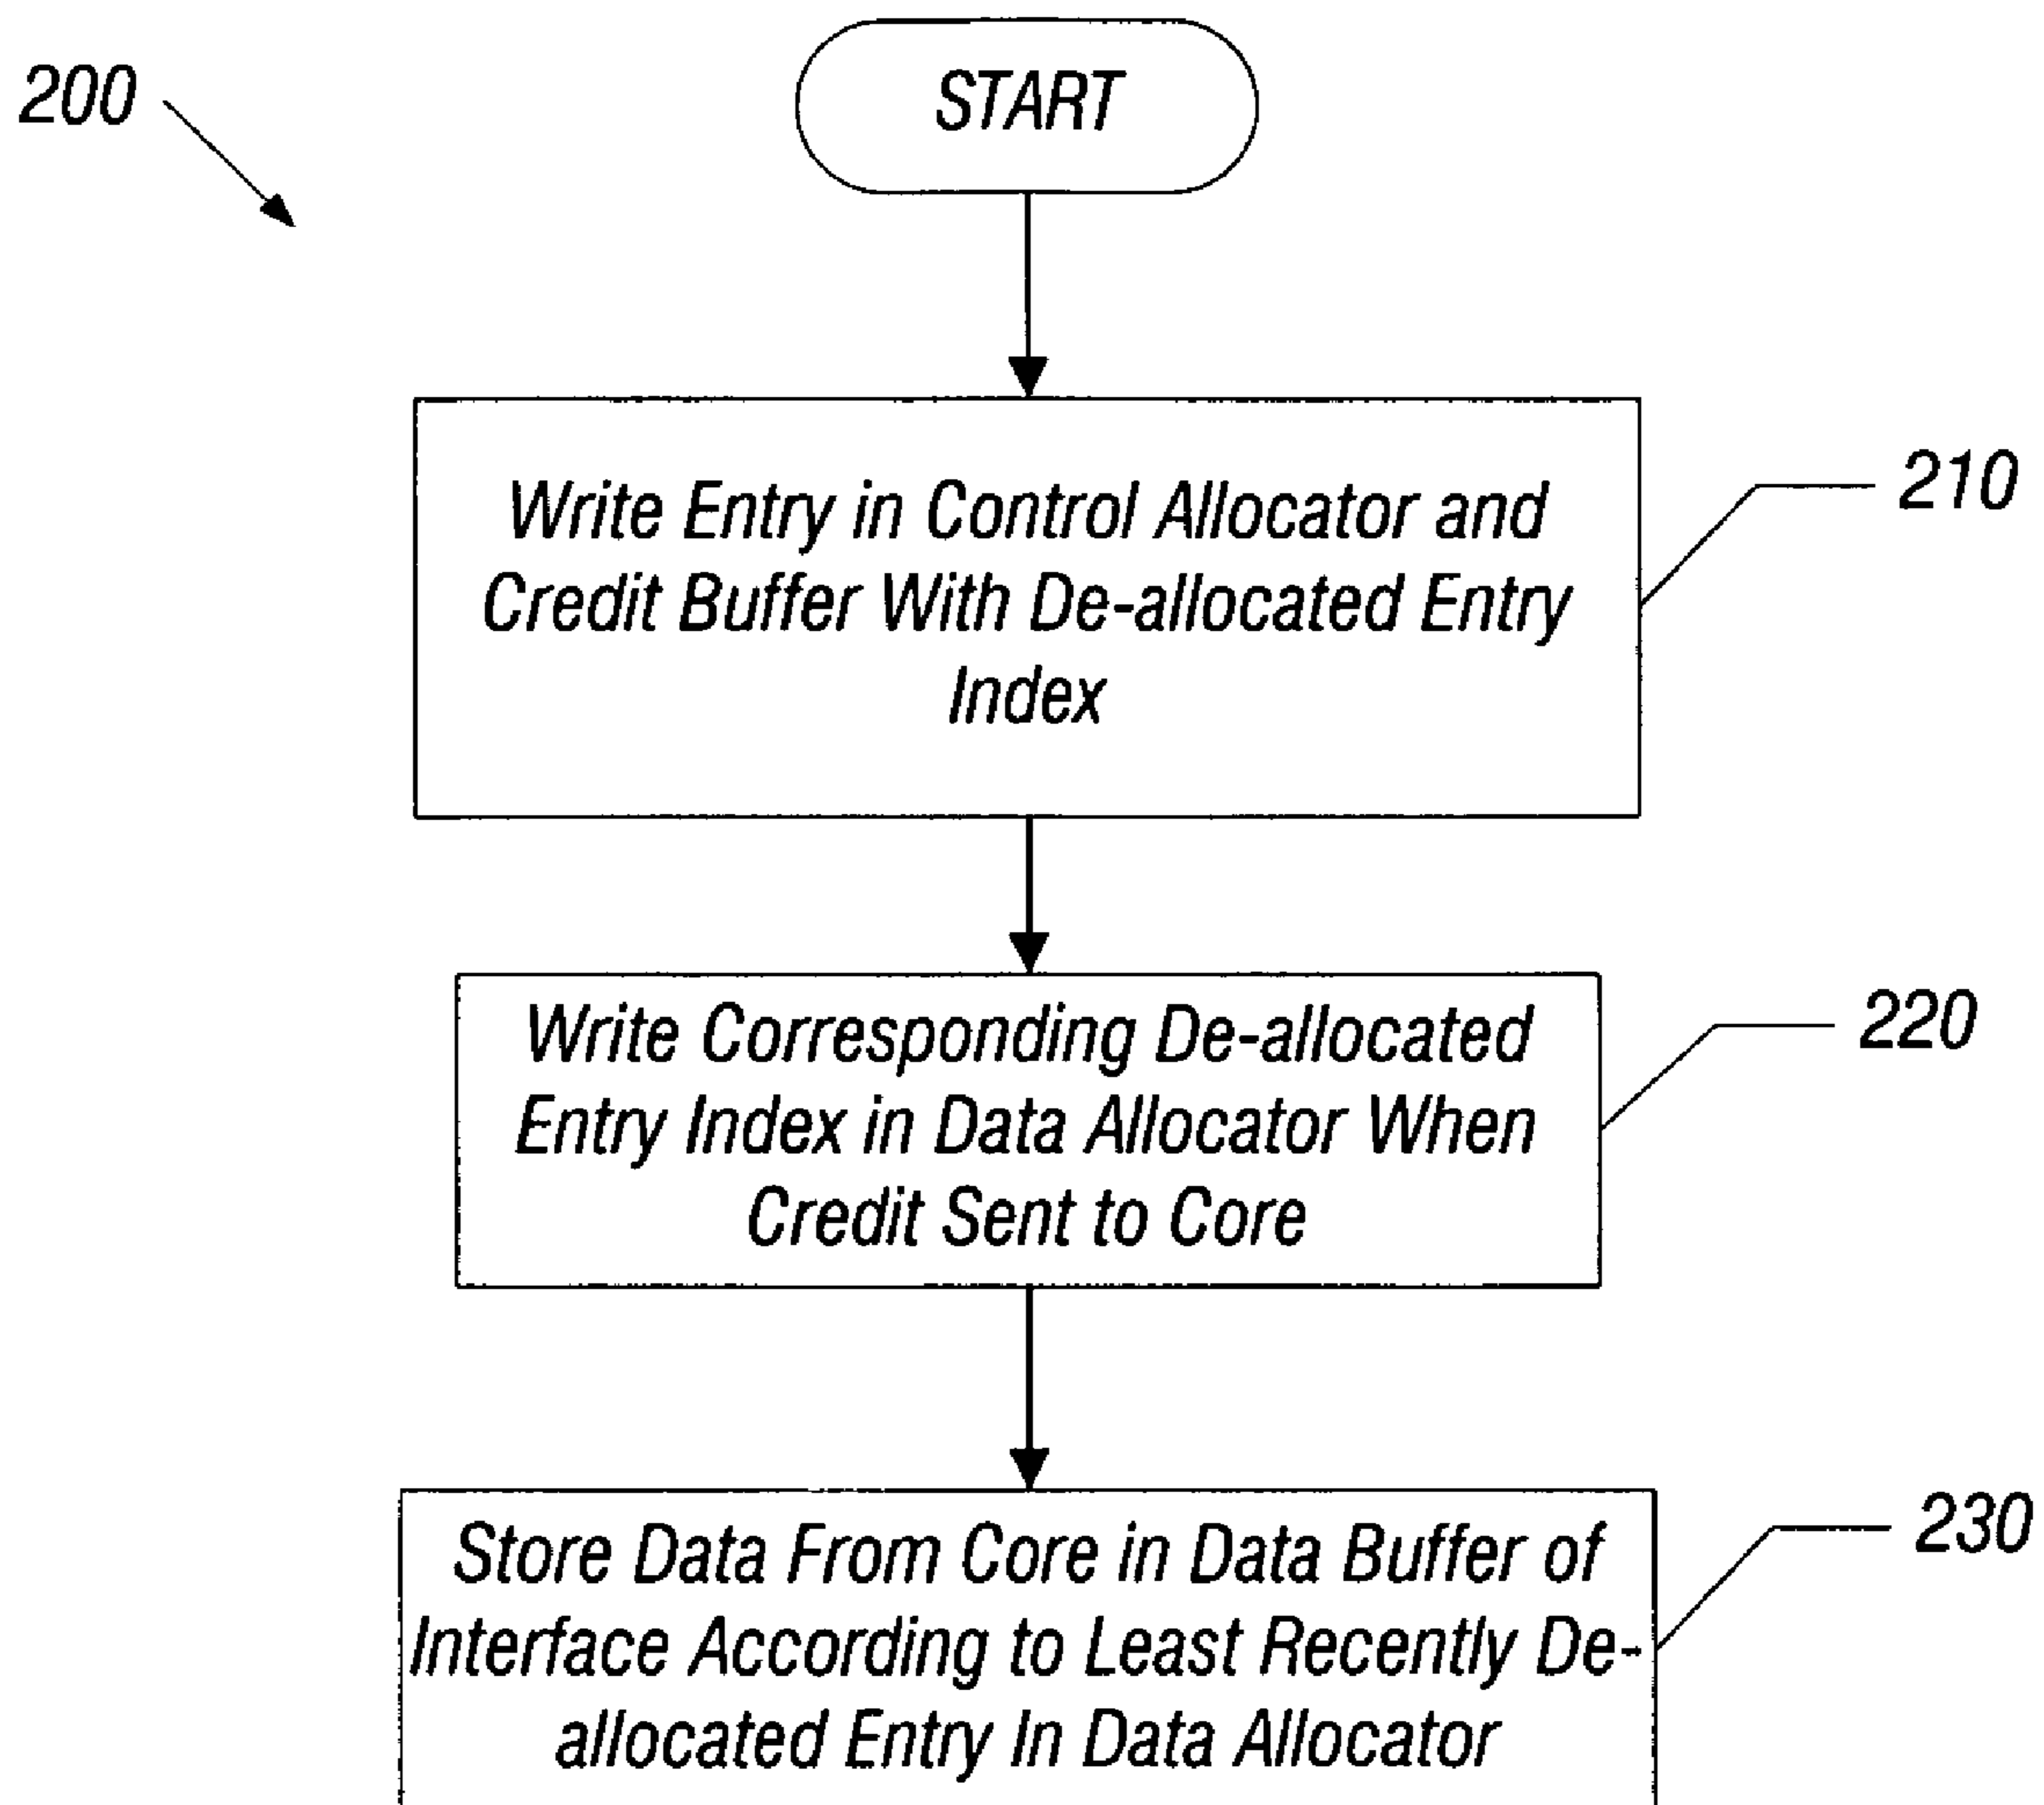 200
START
Write Entry in Control Allocator and
Credit Buffer With De-allocated Entry
Index
210
Write Corresponding De-allocated
Entry Index in Data Allocator When
Credit Sent to Core
220
Store Data From Core in Data Buffer of
Interface According to Least Recently De-
allocated Entry In Data Allocator
230